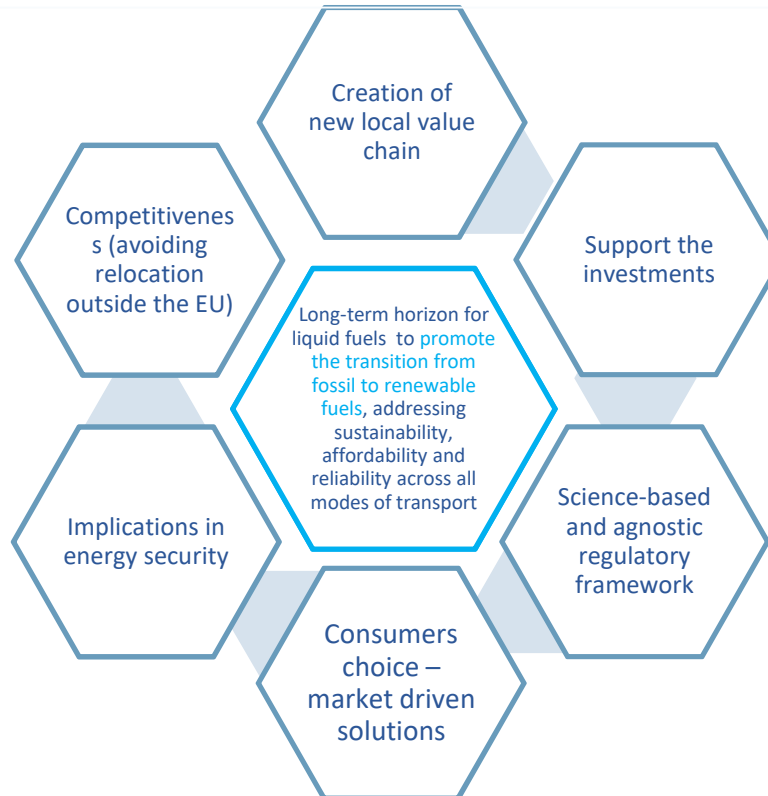 Creation of
new local value
chain
Competitivenes
s (avoiding
relocation
outside the EU)
Support the
investments
Long-term horizon for
liquid fuels to promote
the transition from
fossil to renewable
fuels, addressing
sustainability,
affordability and
reliability across all
modes of transport
Implications in
energy security
Science-based
and agnostic
regulatory
framework
Consumers
choice –
market driven
solutions